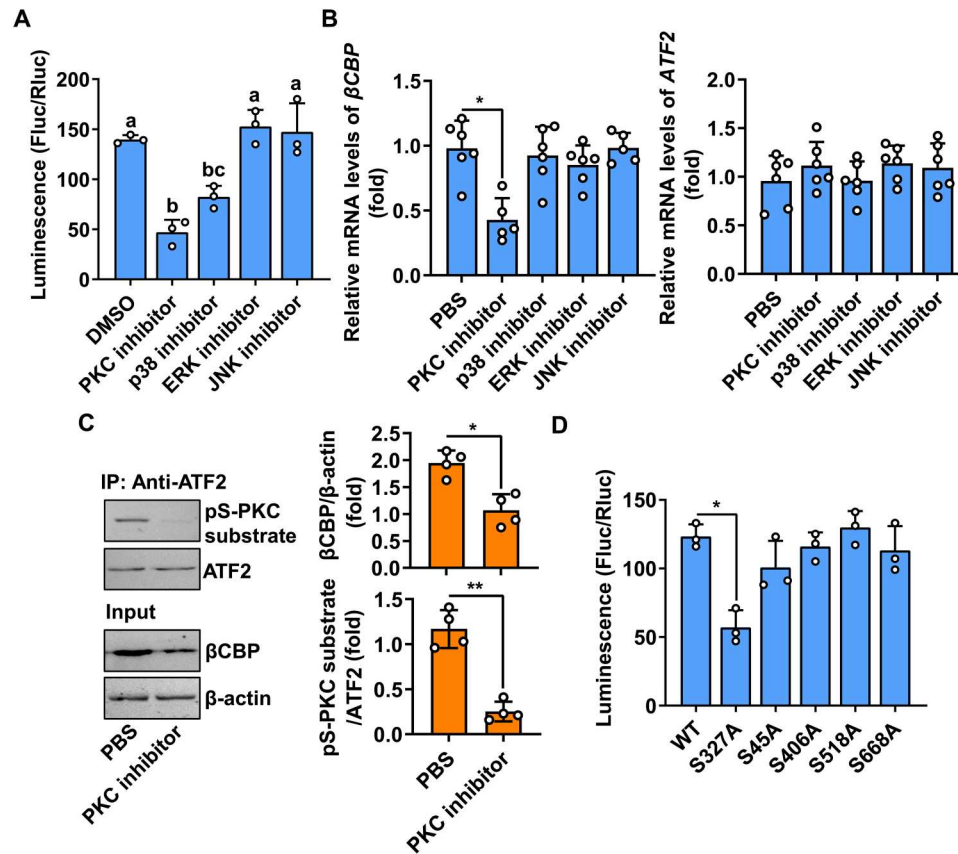 A
Luminescence (Fluc/Rluc)
200
150
100
50
0
a
b
bc
a
a
DMSO
PKC inhibitor
p38 inhibitor
ERK inhibitor
JNK inhibitor
B
Relative mRNA levels of βCBP
(fold)
1.5
1.0
0.5
0.0
*
PBS
PKC inhibitor
p38 inhibitor
ERK inhibitor
JNK inhibitor
Relative mRNA levels of ATF2
(fold)
2.0
1.5
1.0
0.5
0.0
PBS
PKC inhibitor
p38 inhibitor
ERK inhibitor
JNK inhibitor
C
IP: Anti-ATF2
pS-PKC
substrate
ATF2
Input
βCBP
β-actin
PBS
PKC inhibitor
βCBP/β-actin
(fold)
2.5
2.0
1.5
1.0
0.5
0.0
*
pS-PKC substrate
/ATF2 (fold)
1.5
1.0
0.5
0.0
**
PBS
PKC inhibitor
D
Luminescence (Fluc/Rluc)
150
100
50
0
*
WT
S327A
S45A
S406A
S518A
S668A